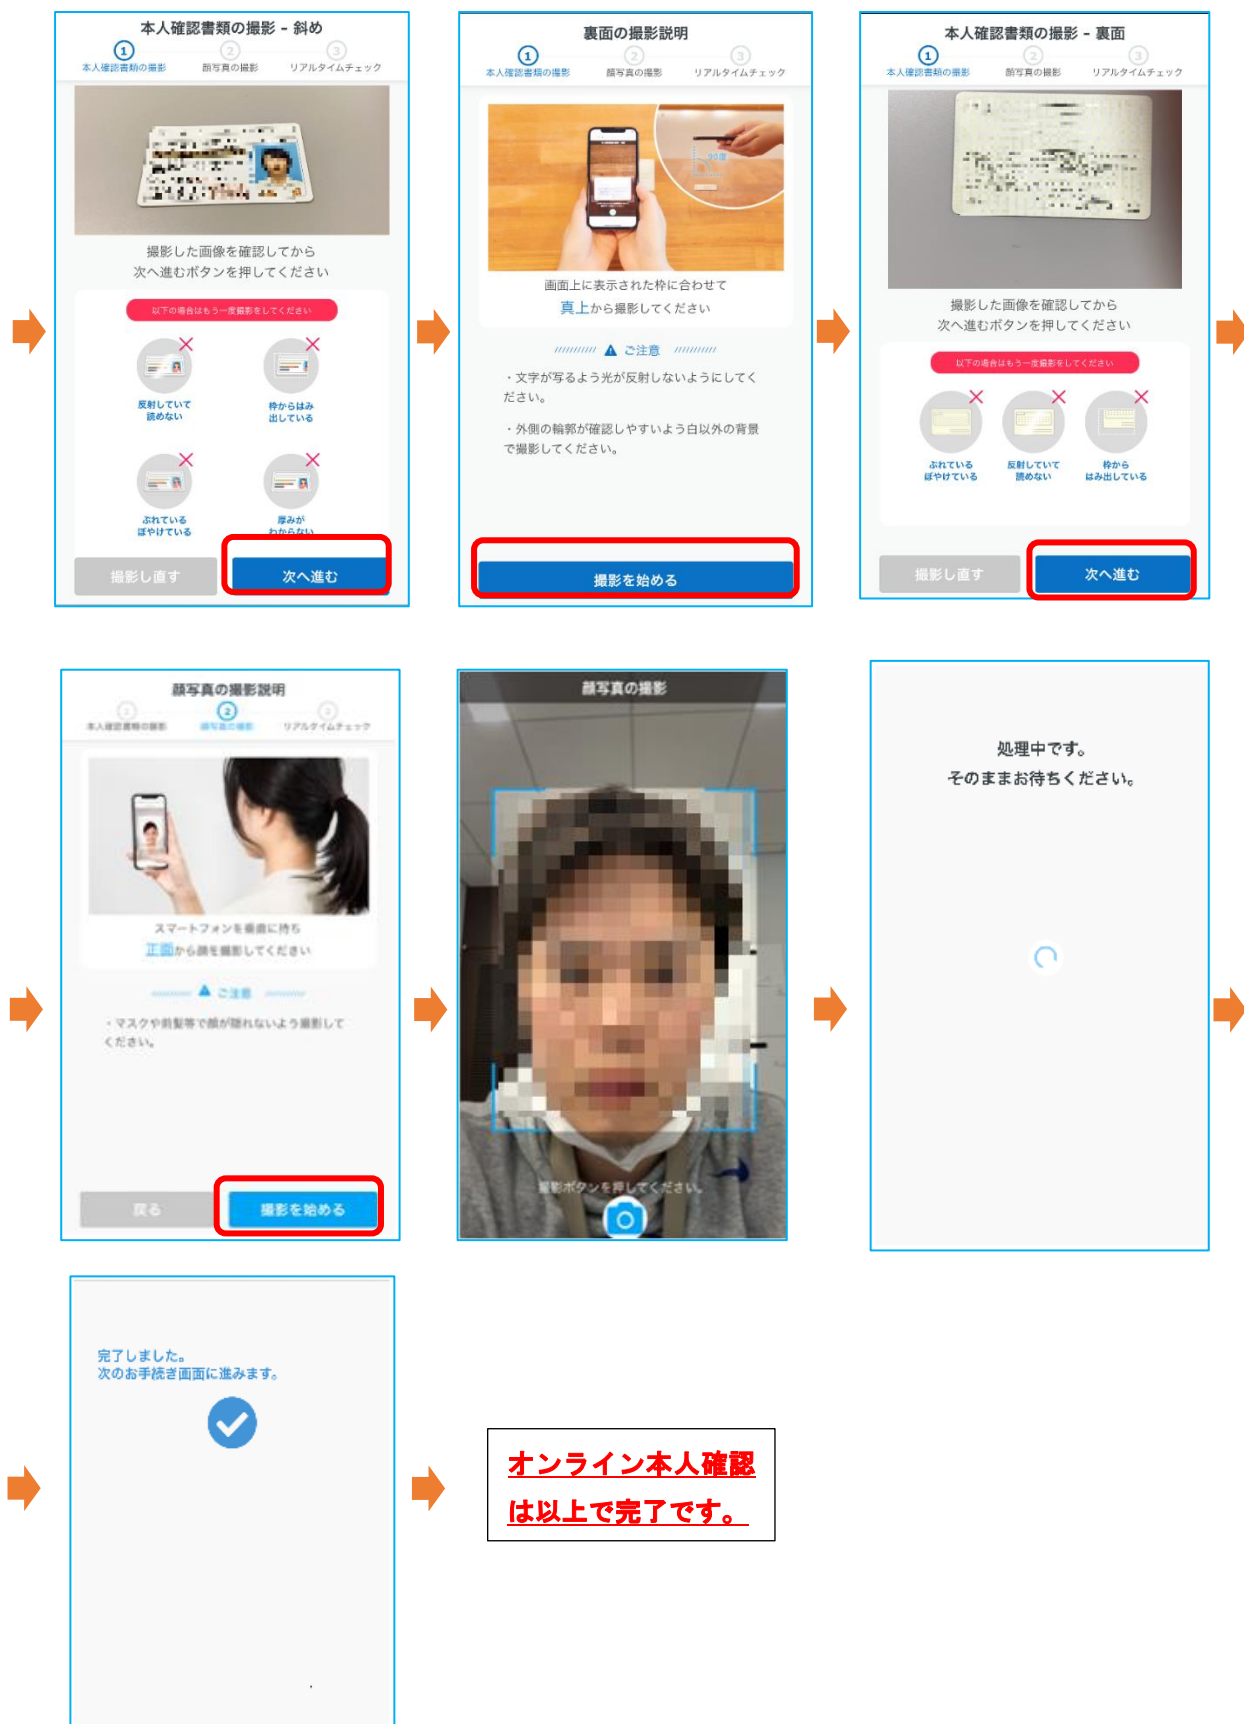 本人確認書類の撮影 - 斜め
1
2
3
本人確認書類の撮影
顔写真の撮影
リアルタイムチェック
撮影した画像を確認してから
次へ進むボタンを押してください
以下の場合はもう一度撮影をしてください
反射していて
読めない
枠からはみ
出している
ぶれている
ぼやけている
厚みが
わからない
撮影し直す
次へ進む
裏面の撮影説明
1
2
3
本人確認書類の撮影
顔写真の撮影
リアルタイムチェック
90度
画面上に表示された枠に合わせて
真上から撮影してください
ご注意
・文字が写るよう光が反射しないようにしてく
ださい。
・外側の輪郭が確認しやすいよう白以外の背景
で撮影してください。
撮影を始める
本人確認書類の撮影 - 裏面
1
2
3
本人確認書類の撮影
顔写真の撮影
リアルタイムチェック
撮影した画像を確認してから
次へ進むボタンを押してください
以下の場合はもう一度撮影をしてください
ぶれている
ぼやけている
反射していて
読めない
枠から
はみ出している
撮影し直す
次へ進む
顔写真の撮影説明
1
2
3
本人確認書類の撮影
顔写真の撮影
リアルタイムチェック
スマートフォンを垂直に持ち
正面から顔を撮影してください
ご注意
・マスクや前髪等で顔が隠れないよう撮影して
ください。
戻る
撮影を始める
顔写真の撮影
撮影ボタンを押してください。
処理中です。
そのままお待ちください。
完了しました。
次のお手続き画面に進みます。
オンライン本人確認
は以上で完了です。